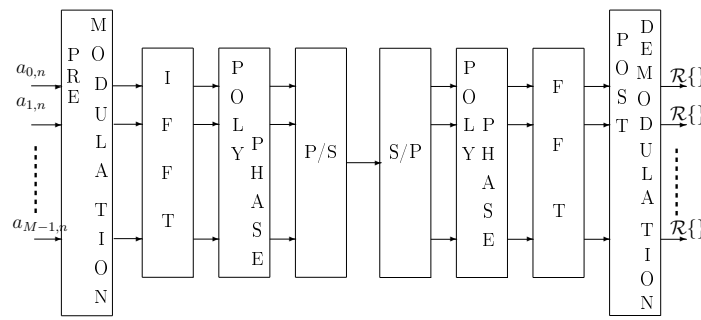 PRE MODULATION
IFFT
POLY PHASE
P/S
S/P
POLY PHASE
FFT
POST DEMODULATION
a_{0,n}
a_{1,n}
a_{M−1,n}
ℛ{}
ℛ{}
ℛ{}